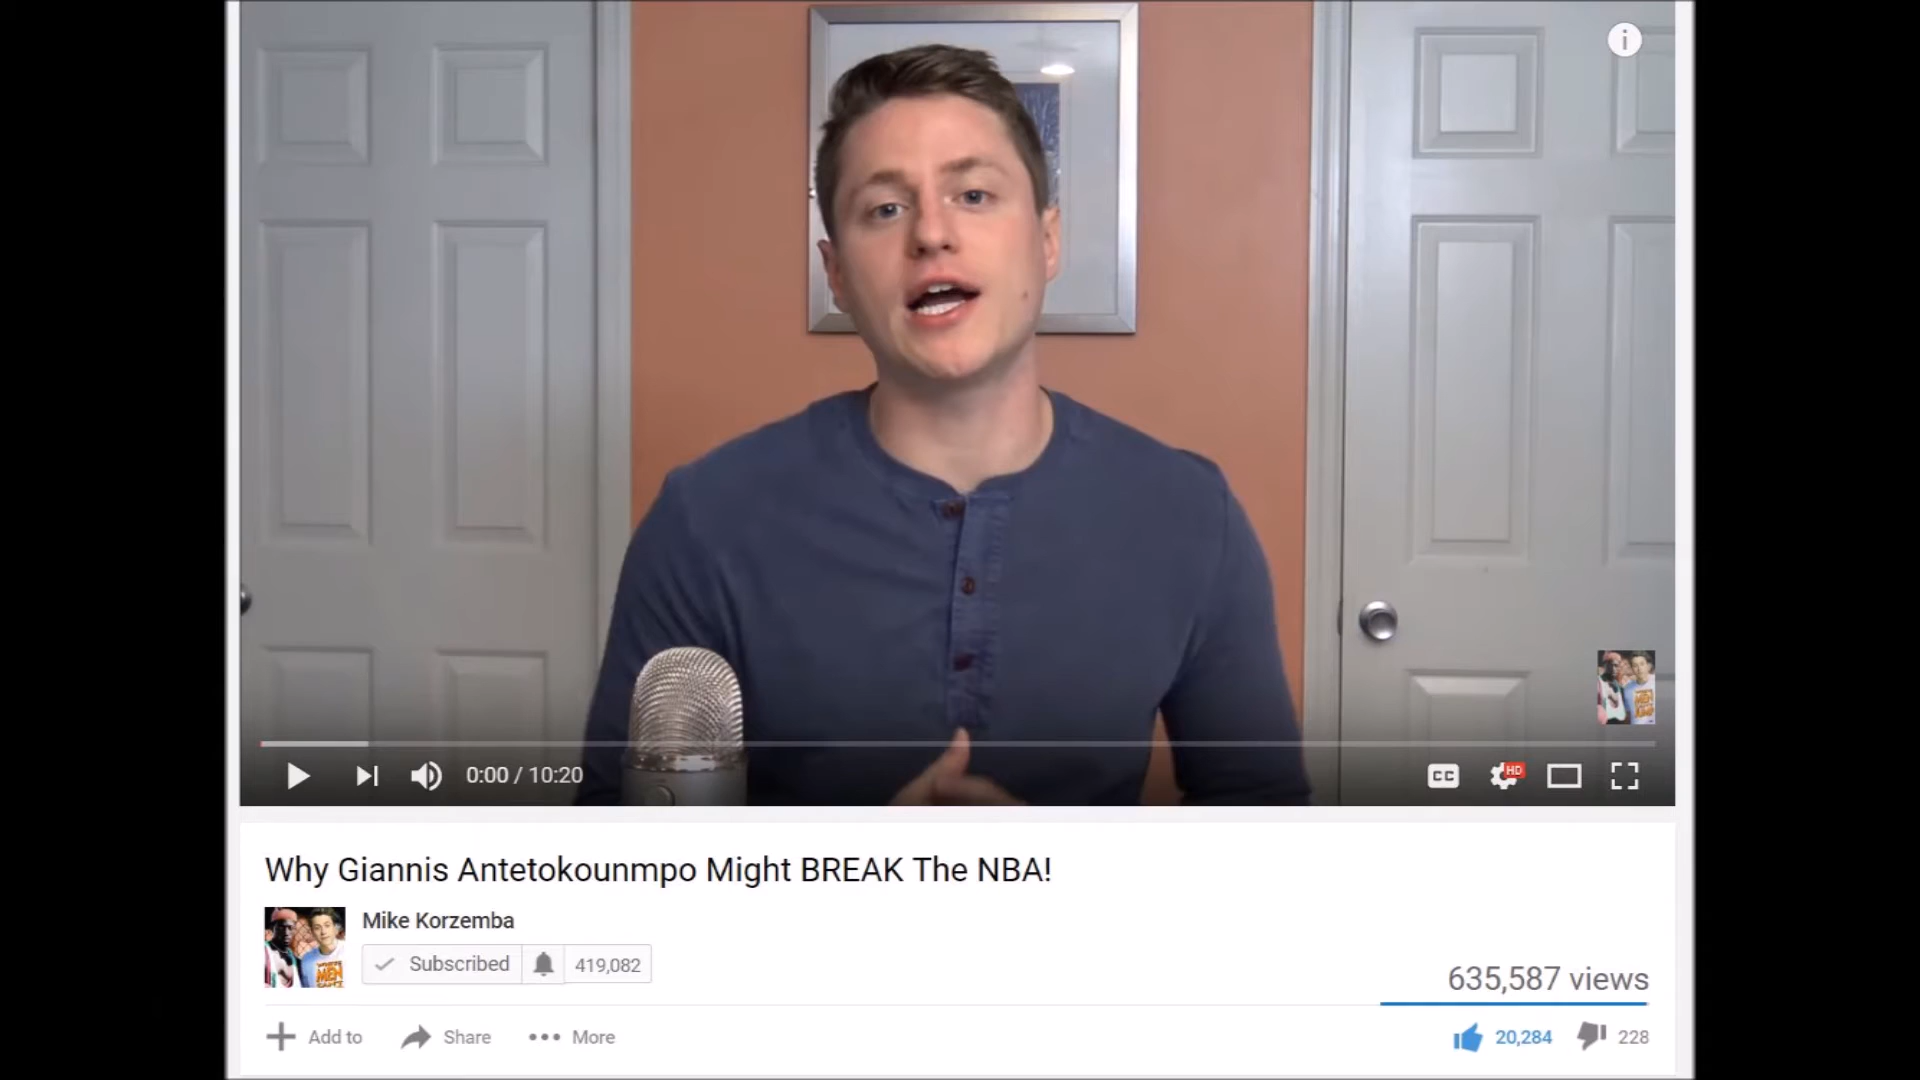 i
0:00 / 10:20
CC
HD
Why Giannis Antetokounmpo Might BREAK The NBA!
Mike Korzemba
MEN
Subscribed
419,082
635,587 views
Add to
Share
More
20,284
228